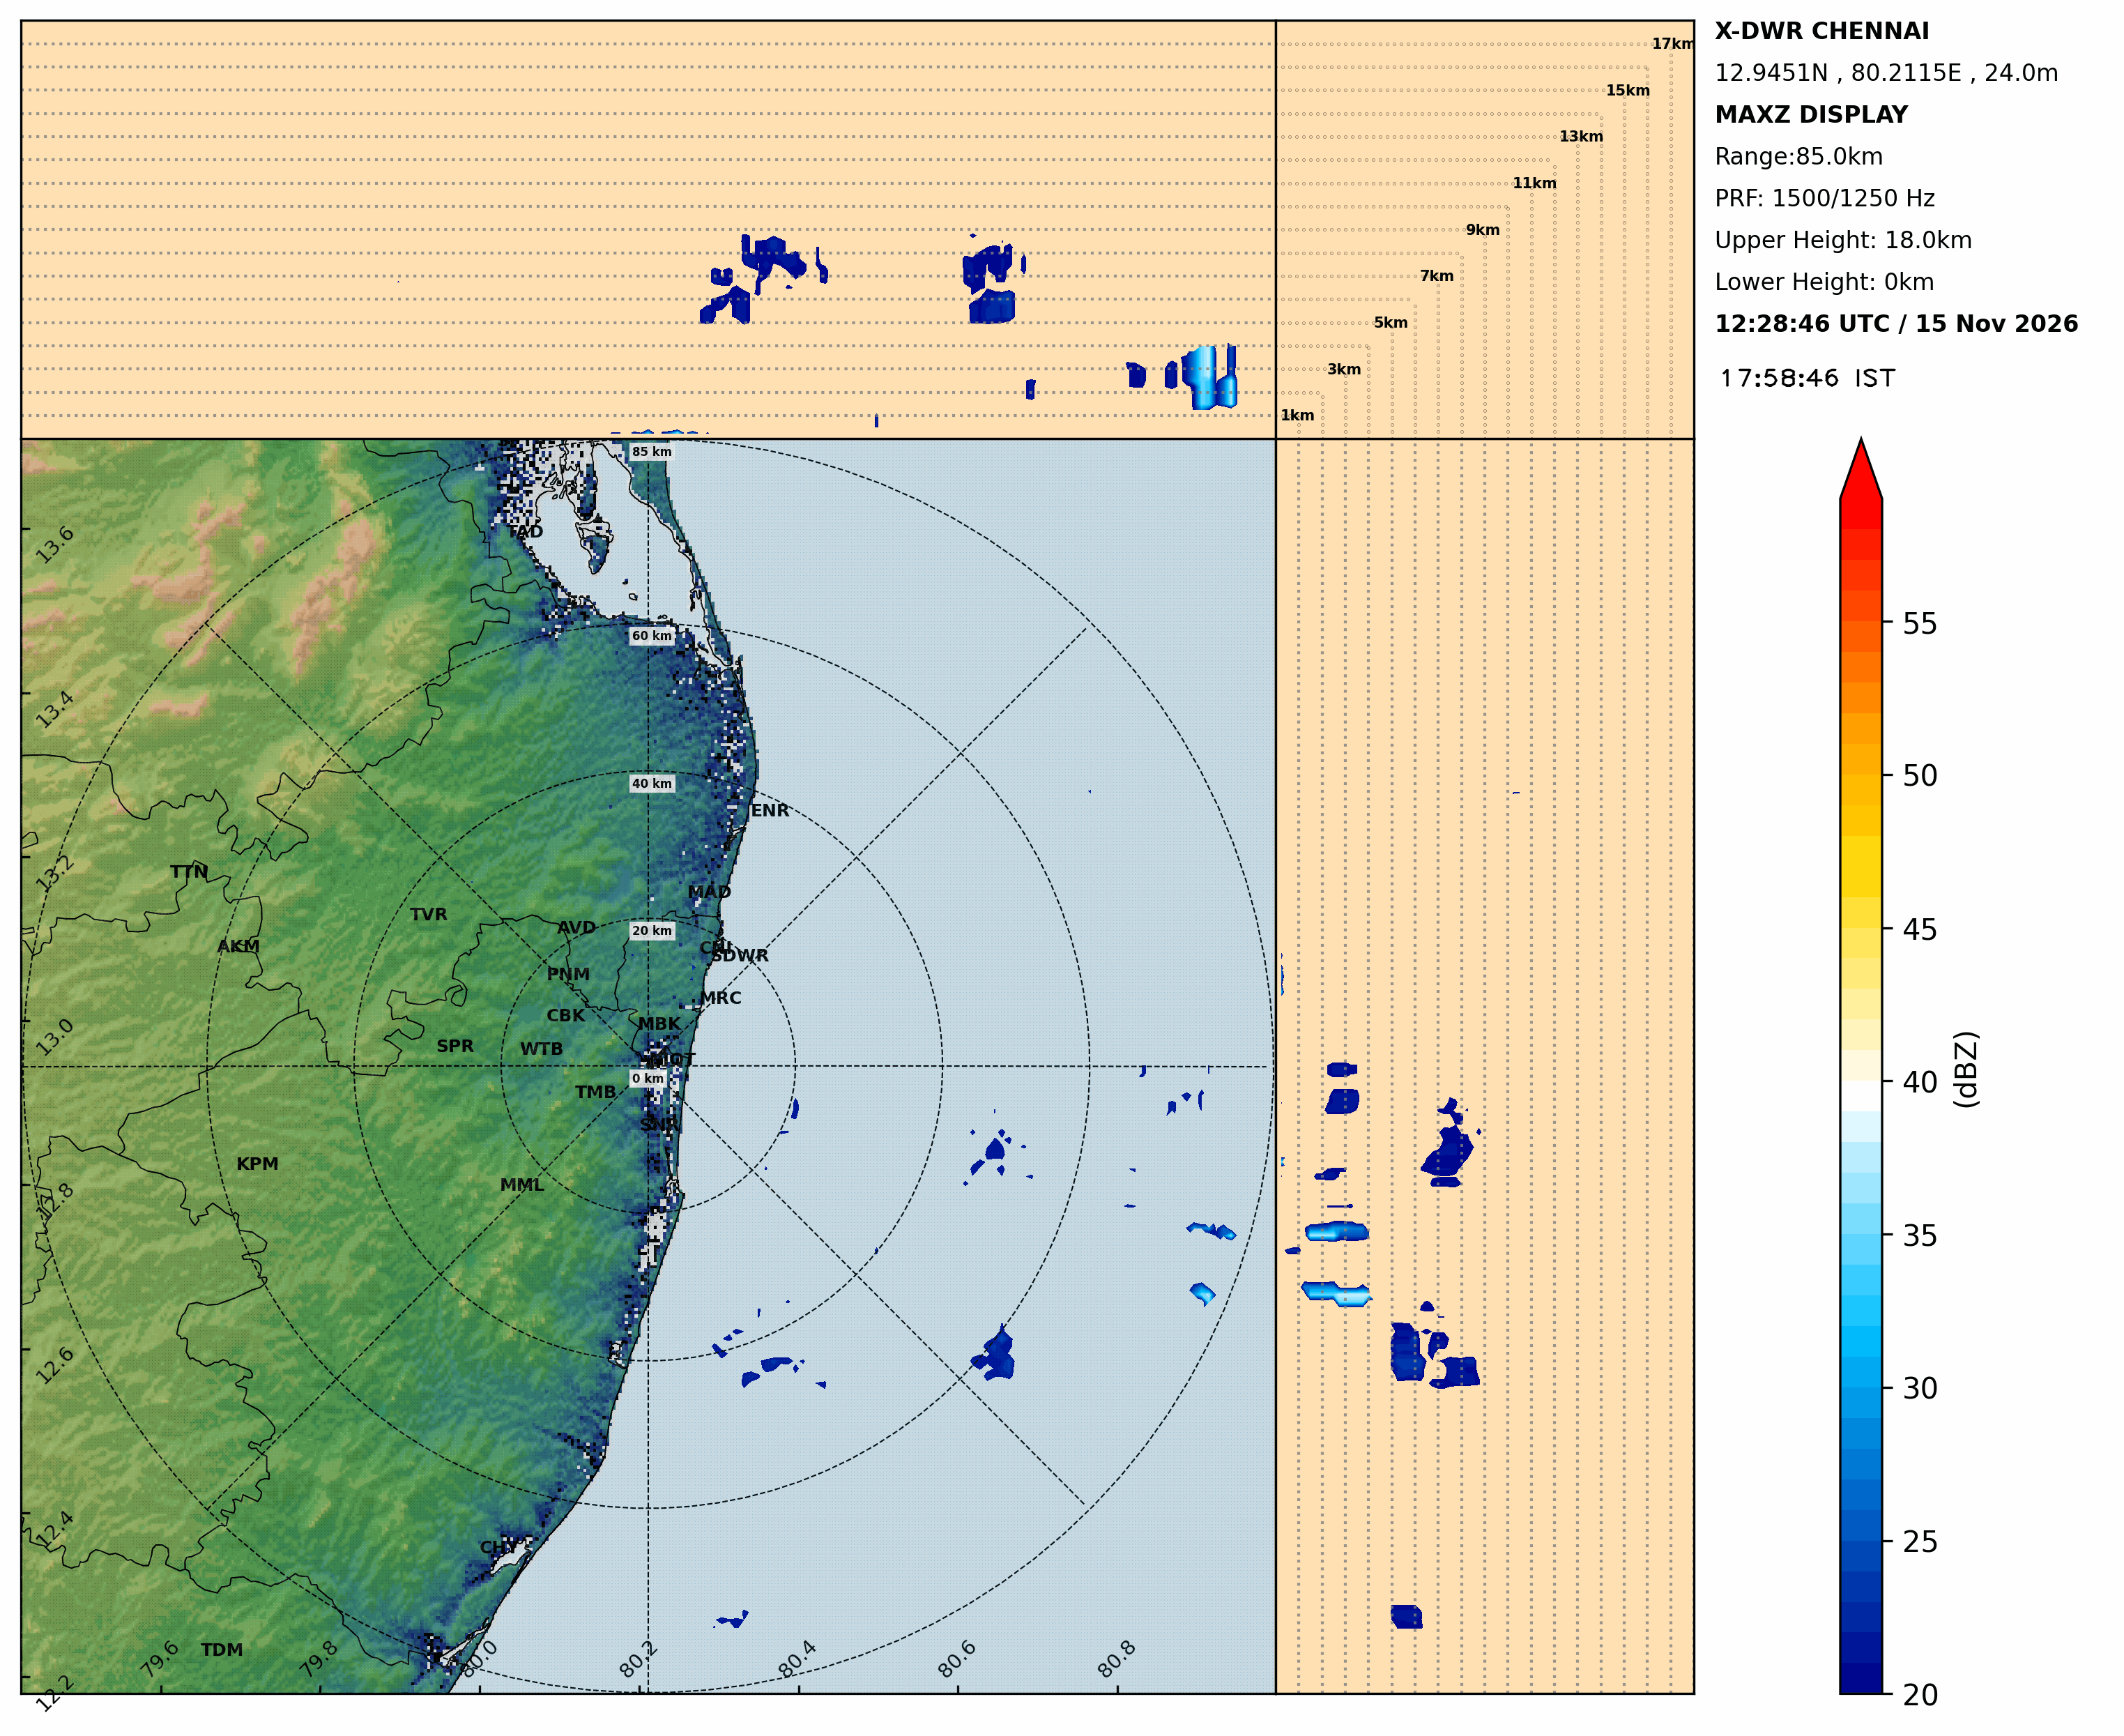 X-DWR CHENNAI
12.9451N , 80.2115E , 24.0m
MAXZ DISPLAY
Range:85.0km
PRF: 1500/1250 Hz
Upper Height: 18.0km
Lower Height: 0km
12:28:46 UTC / 15 Nov 2026
17:58:46 IST
17km
15km
13km
11km
9km
7km
5km
3km
1km
85 km
60 km
40 km
20 km
0 km
TAD
ENR
TTN
MAD
TVR
AVD
AKM
SDWR
PNM
MRC
CBK
MBK
SPR
WTB
TMB
SNR
KPM
MML
CHY
TDM
13.6
13.4
13.2
13.0
12.8
12.6
12.4
12.2
79.6
79.8
80.0
80.2
80.4
80.6
80.8
55
50
45
40
35
30
25
20
(dBZ)